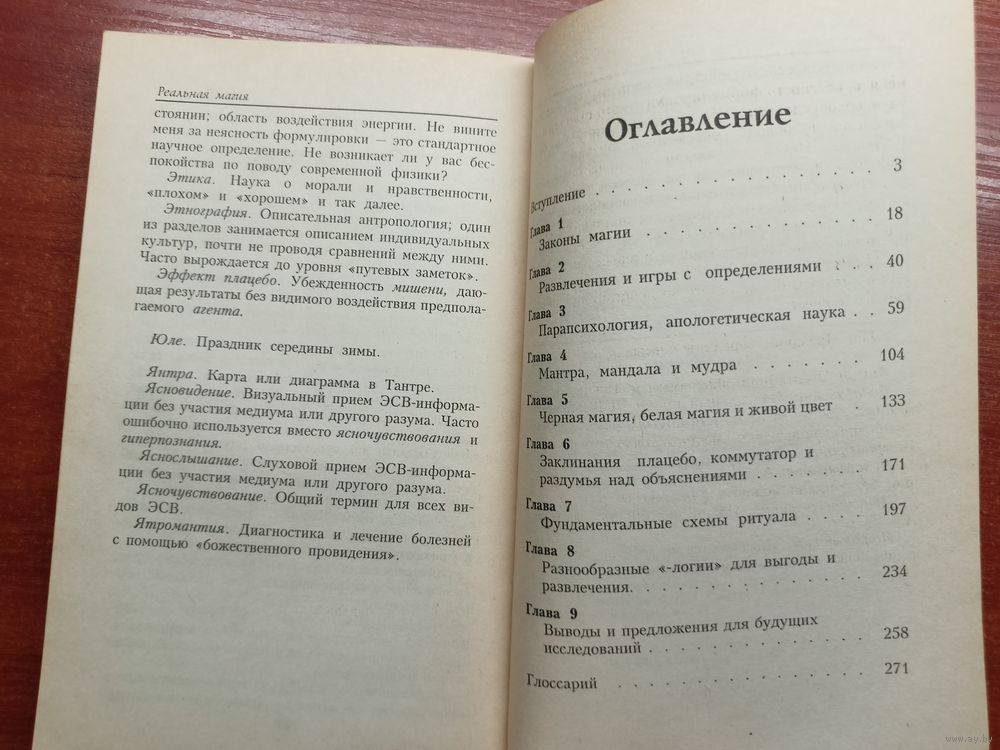 Реальная магия
стоянии; область воздействия энергии. Не вините
меня за неясность формулировки — это стандартное
научное определение. Не возникает ли у вас бес-
покойства по поводу современной физики?
Этика. Наука о морали и нравственности,
«плохом» и «хорошем» и так далее.
Этнография. Описательная антропология; один
из разделов занимается описанием индивидуальных
культур, почти не проводя сравнений между ними.
Часто вырождается до уровня «путевых заметок».
Эффект плацебо. Убежденность мишени, даю-
щая результаты без видимого воздействия предпола-
гаемого агента.
Юле. Праздник середины зимы.
Янтра. Карта или диаграмма в Тантре.
Ясновидение. Визуальный прием ЭСВ-информа-
ции без участия медиума или другого разума. Часто
ошибочно используется вместо ясночувствования и
гиперпознания.
Яснослышание. Слуховой прием ЭСВ-информа-
ции без участия медиума или другого разума.
Ясночувствование. Общий термин для всех ви-
дов ЭСВ.
Ятромантия. Диагностика и лечение болезней
с помощью «божественного провидения».
Оглавление
Вступление . . . . . . . . . . . . . . . . 3
Глава 1
Законы магии . . . . . . . . . . . . . 18
Глава 2
Развлечения и игры с определениями . . . 40
Глава 3
Парапсихология, апологетическая наука . . 59
Глава 4
Мантра, мандала и мудра . . . . . . . . 104
Глава 5
Черная магия, белая магия и живой цвет . 133
Глава 6
Заклинания плацебо, коммутатор и
раздумья над объяснениями . . . . . . . 171
Глава 7
Фундаментальные схемы ритуала . . . . 197
Глава 8
Разнообразные «-логии» для выгоды и
развлечения. . . . . . . . . . . . . . 234
Глава 9
Выводы и предложения для будущих
исследований . . . . . . . . . . . . . 258
Глоссарий . . . . . . . . . . . . . . 271
www.ay.by